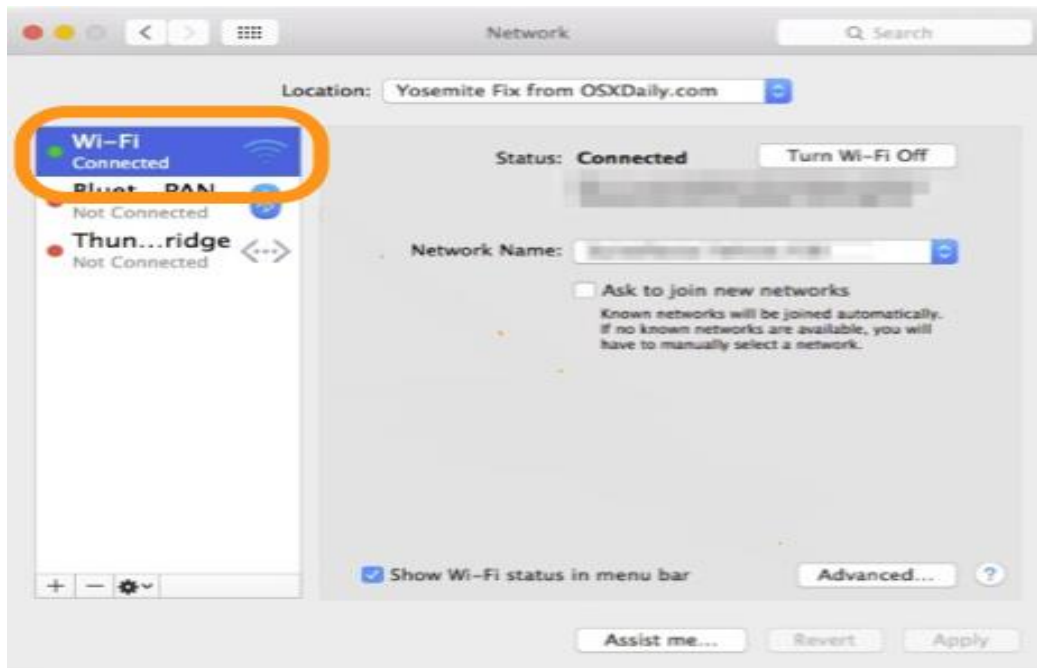 Network
Search
Location: Yosemite Fix from OSXDaily.com
Wi-Fi
Connected
Bluet...PAN
Not Connected
Thun...ridge
Not Connected
Status: Connected
Turn Wi-Fi Off
Network Name:
Ask to join new networks
Known networks will be joined automatically.
If no known networks are available, you will
have to manually select a network.
+ −
Show Wi-Fi status in menu bar
Advanced...
?
Assist me...
Revert
Apply